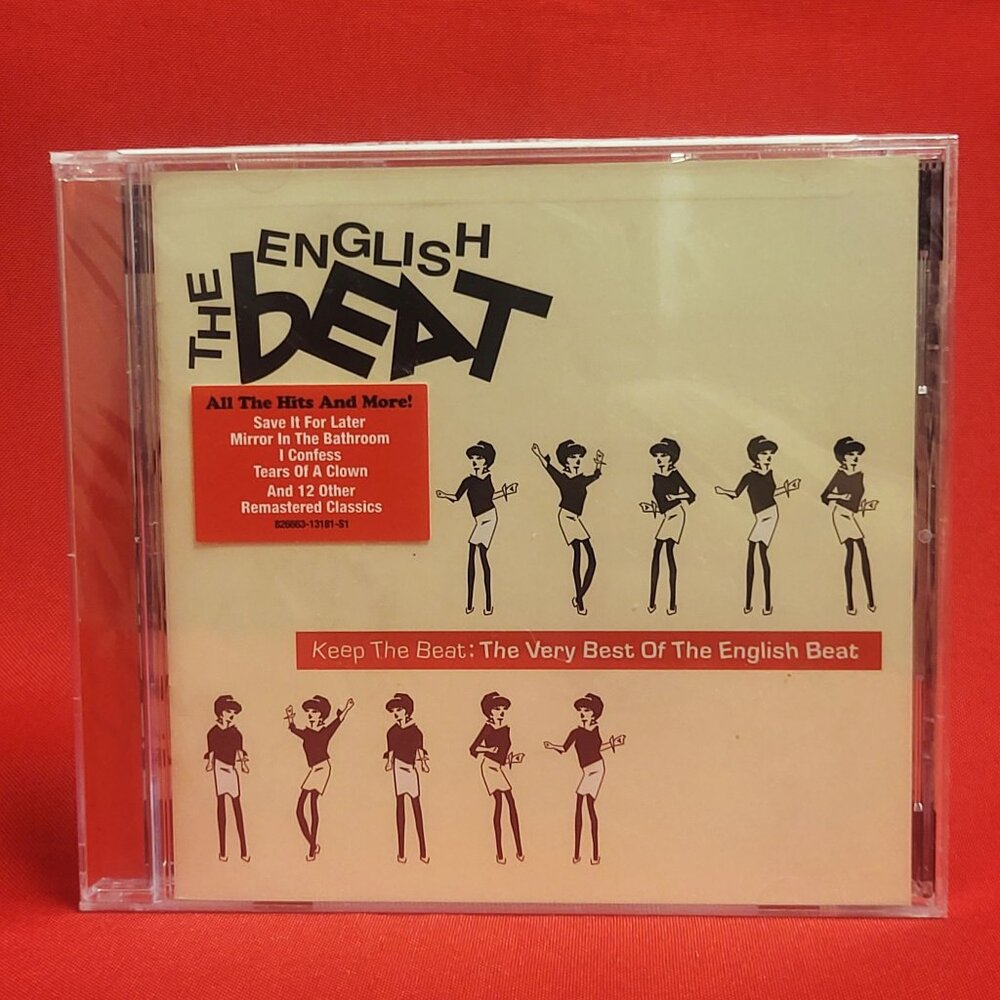 THE ENGLISH
bEAT
All The Hits And More!
Save It For Later
Mirror In The Bathroom
I Confess
Tears Of A Clown
And 12 Other
Remastered Classics
826663-13181-S1
Keep The Beat: The Very Best Of The English Beat